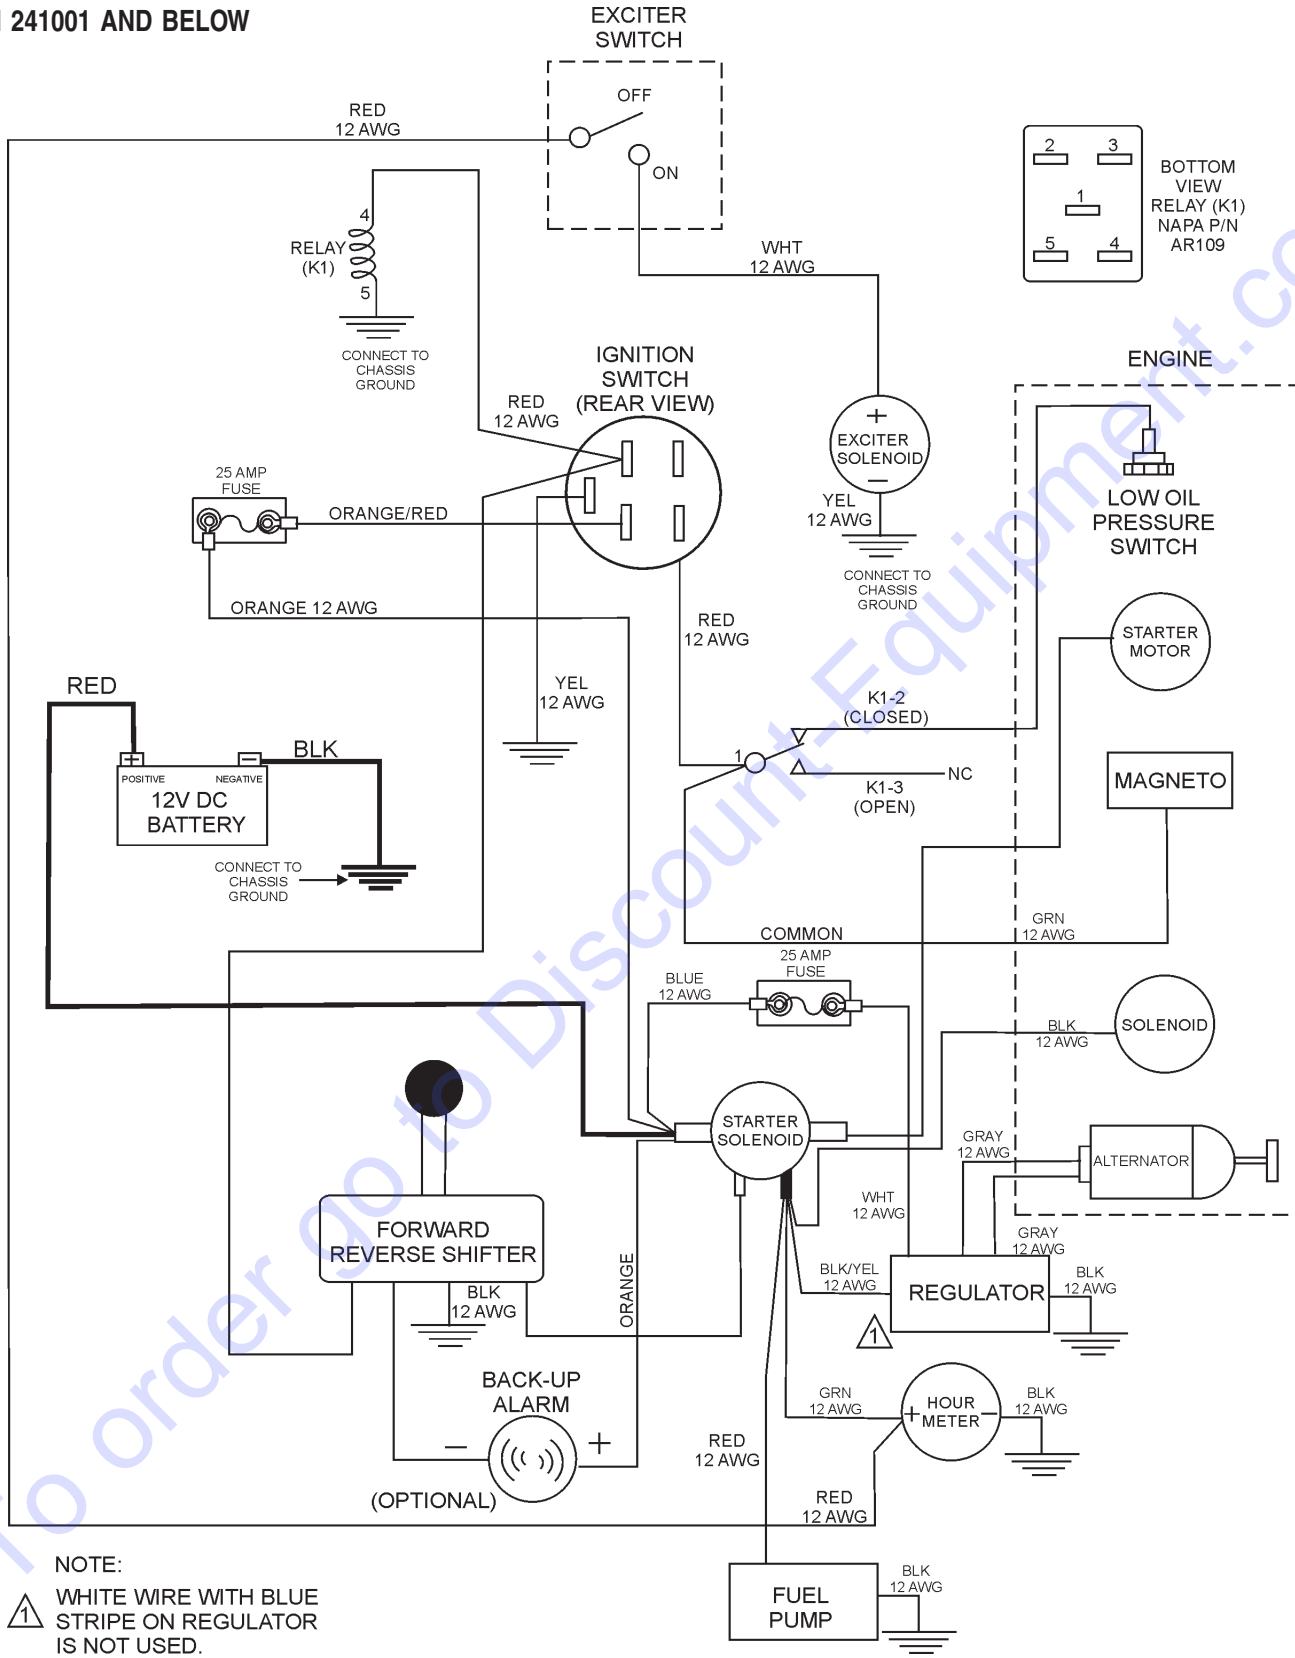 241001 AND BELOW
EXCITER
SWITCH
OFF
ON
RED
12 AWG
WHT
12 AWG
2
3
1
5
4
BOTTOM
VIEW
RELAY (K1)
NAPA P/N
AR109
4
RELAY
(K1)
5
CONNECT TO
CHASSIS
GROUND
IGNITION
SWITCH
(REAR VIEW)
RED
12 AWG
25 AMP
FUSE
ORANGE/RED
ORANGE 12 AWG
+
EXCITER
SOLENOID
−
YEL
12 AWG
CONNECT TO
CHASSIS
GROUND
ENGINE
LOW OIL
PRESSURE
SWITCH
STARTER
MOTOR
RED
12 AWG
YEL
12 AWG
K1-2
(CLOSED)
1
NC
K1-3
(OPEN)
MAGNETO
RED
BLK
+
−
POSITIVE
NEGATIVE
12V DC
BATTERY
CONNECT TO
CHASSIS
GROUND
COMMON
GRN
12 AWG
25 AMP
FUSE
BLUE
12 AWG
BLK
12 AWG
SOLENOID
STARTER
SOLENOID
GRAY
12 AWG
ALTERNATOR
WHT
12 AWG
GRAY
12 AWG
FORWARD
REVERSE SHIFTER
BLK
12 AWG
ORANGE
BLK/YEL
12 AWG
1
REGULATOR
BLK
12 AWG
BACK-UP
ALARM
−
+
(OPTIONAL)
GRN
12 AWG
+
HOUR
METER
−
BLK
12 AWG
RED
12 AWG
RED
12 AWG
FUEL
PUMP
BLK
12 AWG
NOTE:
1
WHITE WIRE WITH BLUE
STRIPE ON REGULATOR
IS NOT USED.
To order go to Discount-Equipment.co